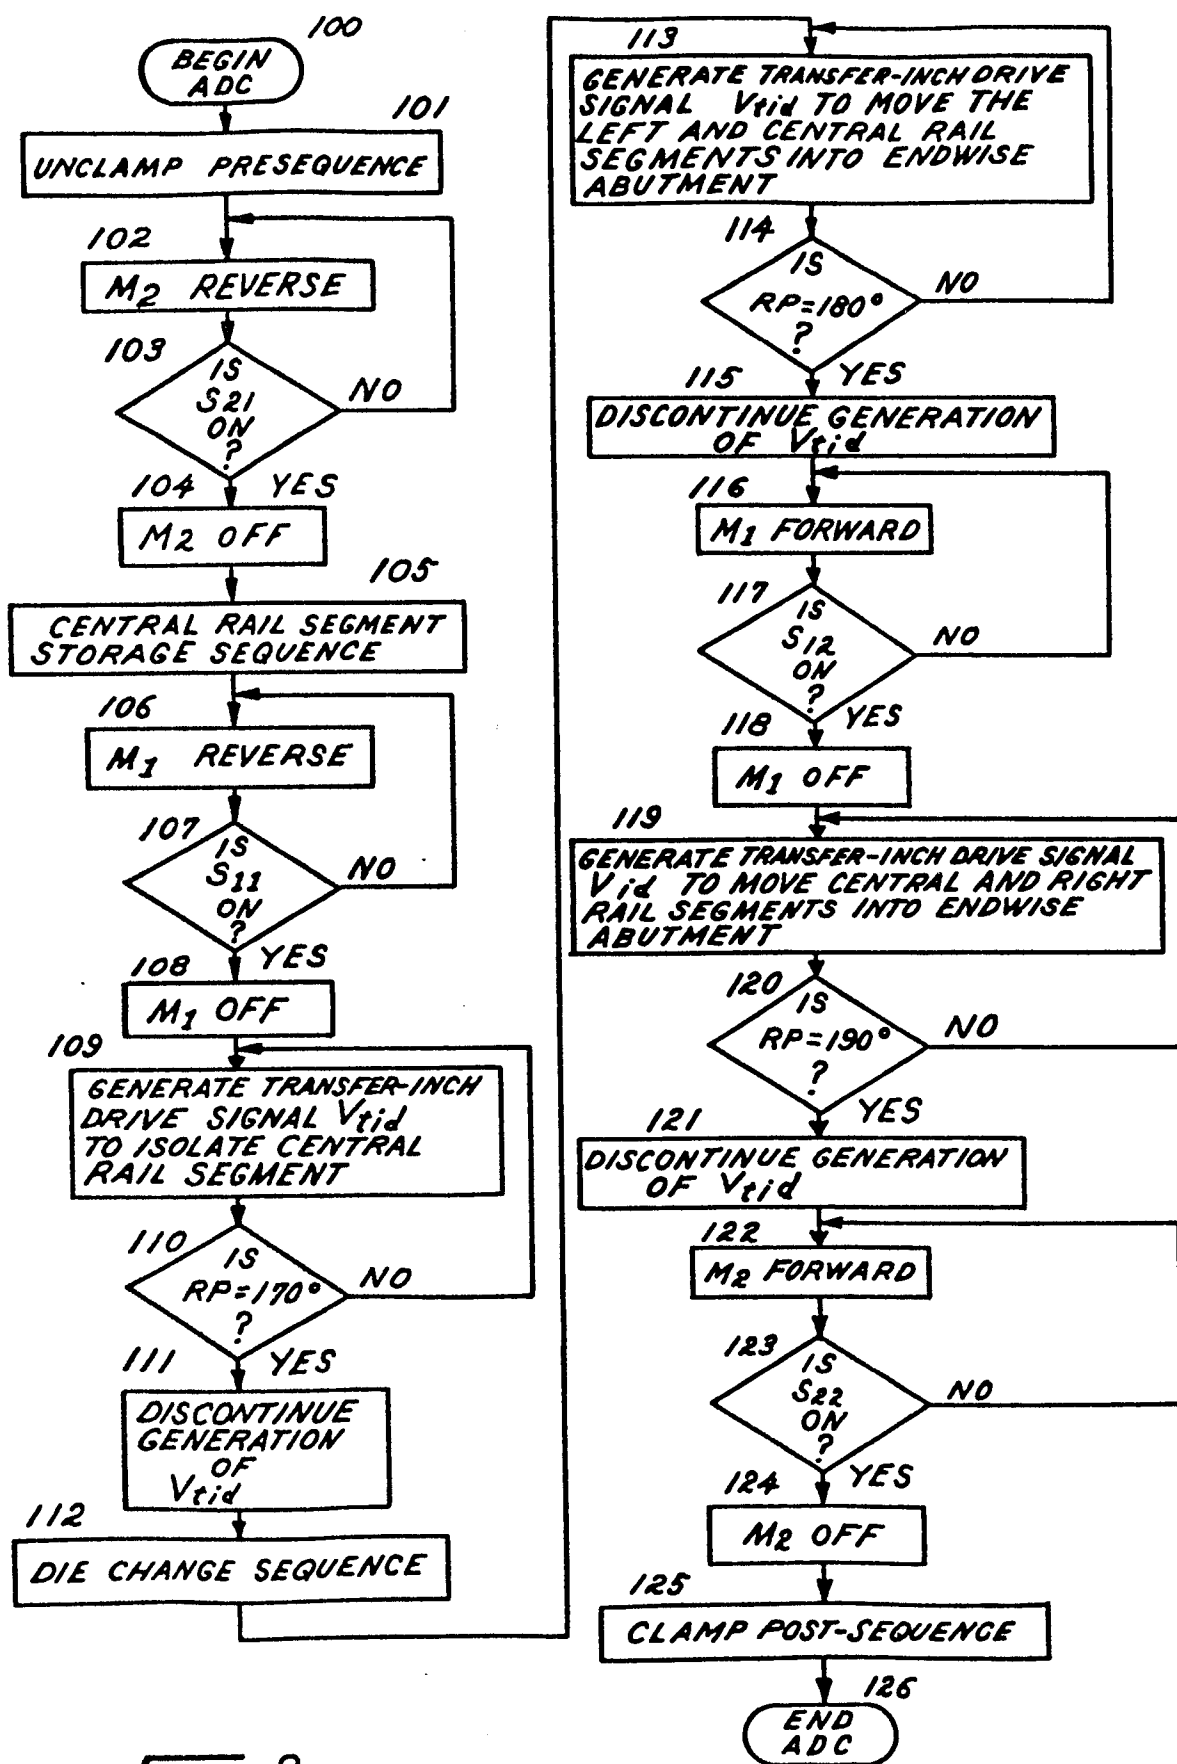 100
BEGIN
ADC
101
UNCLAMP PRESEQUENCE
102
M2 REVERSE
103
IS
S21
ON
?
NO
YES
104
M2 OFF
105
CENTRAL RAIL SEGMENT
STORAGE SEQUENCE
106
M1 REVERSE
107
IS
S11
ON
?
NO
YES
108
M1 OFF
109
GENERATE TRANSFER-INCH
DRIVE SIGNAL Vtid
TO ISOLATE CENTRAL
RAIL SEGMENT
110
IS
RP=170°
?
NO
YES
111
DISCONTINUE
GENERATION
OF
Vtid
112
DIE CHANGE SEQUENCE
113
GENERATE TRANSFER-INCH DRIVE
SIGNAL Vtid TO MOVE THE
LEFT AND CENTRAL RAIL
SEGMENTS INTO ENDWISE
ABUTMENT
114
IS
RP=180°
?
NO
YES
115
DISCONTINUE GENERATION
OF Vtid
116
M1 FORWARD
117
IS
S12
ON
?
NO
YES
118
M1 OFF
119
GENERATE TRANSFER-INCH DRIVE SIGNAL
Vid TO MOVE CENTRAL AND RIGHT
RAIL SEGMENTS INTO ENDWISE
ABUTMENT
120
IS
RP=190°
?
NO
YES
121
DISCONTINUE GENERATION
OF Vtid
122
M2 FORWARD
123
IS
S22
ON
?
NO
YES
124
M2 OFF
125
CLAMP POST-SEQUENCE
126
END
ADC